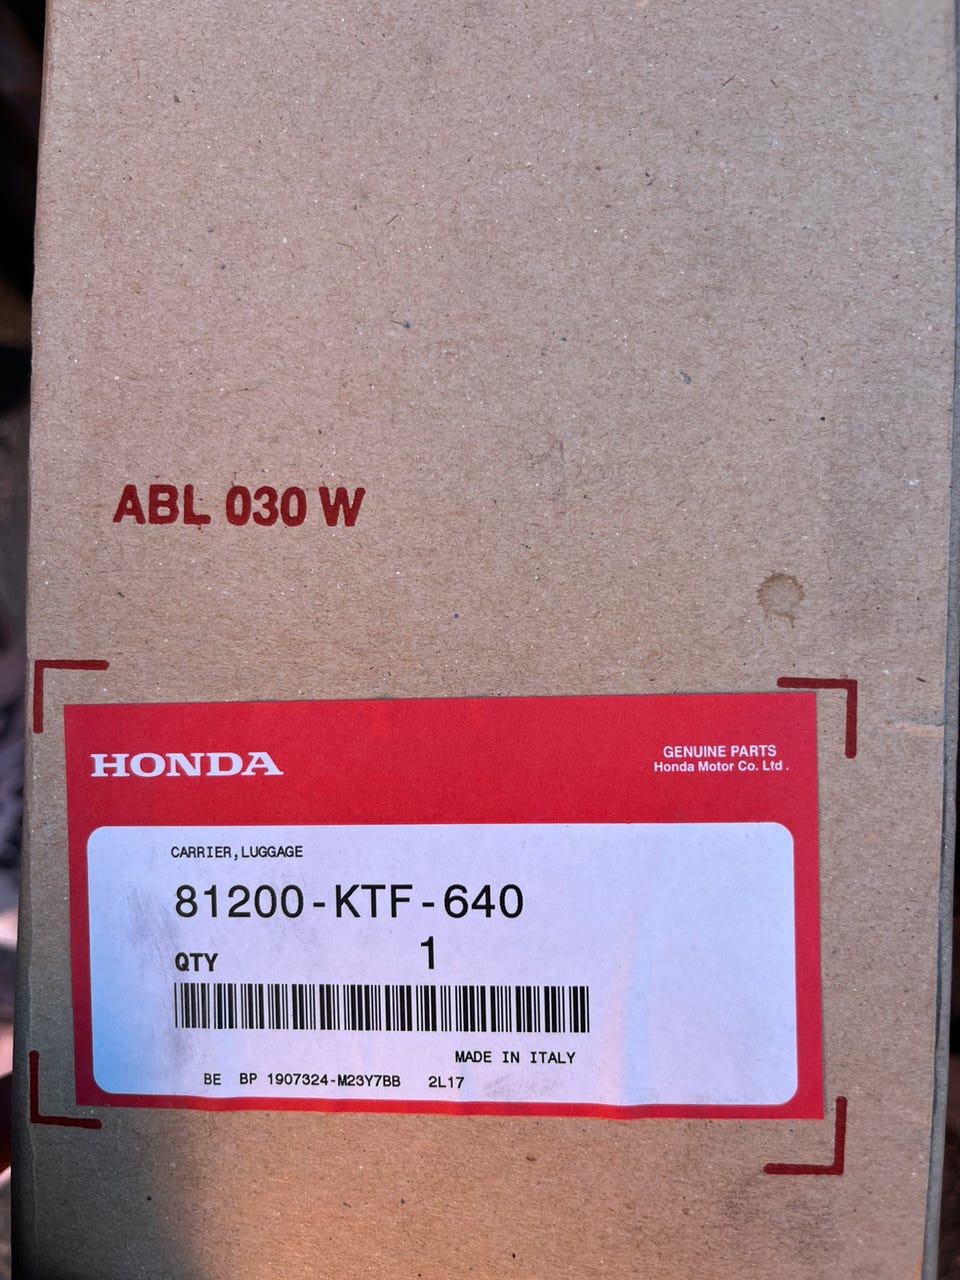 ABL 030 W
HONDA
GENUINE PARTS
Honda Motor Co. Ltd.
CARRIER,LUGGAGE
81200-KTF-640
QTY 1
MADE IN ITALY
BE BP 1907324-M23Y7BB 2L17